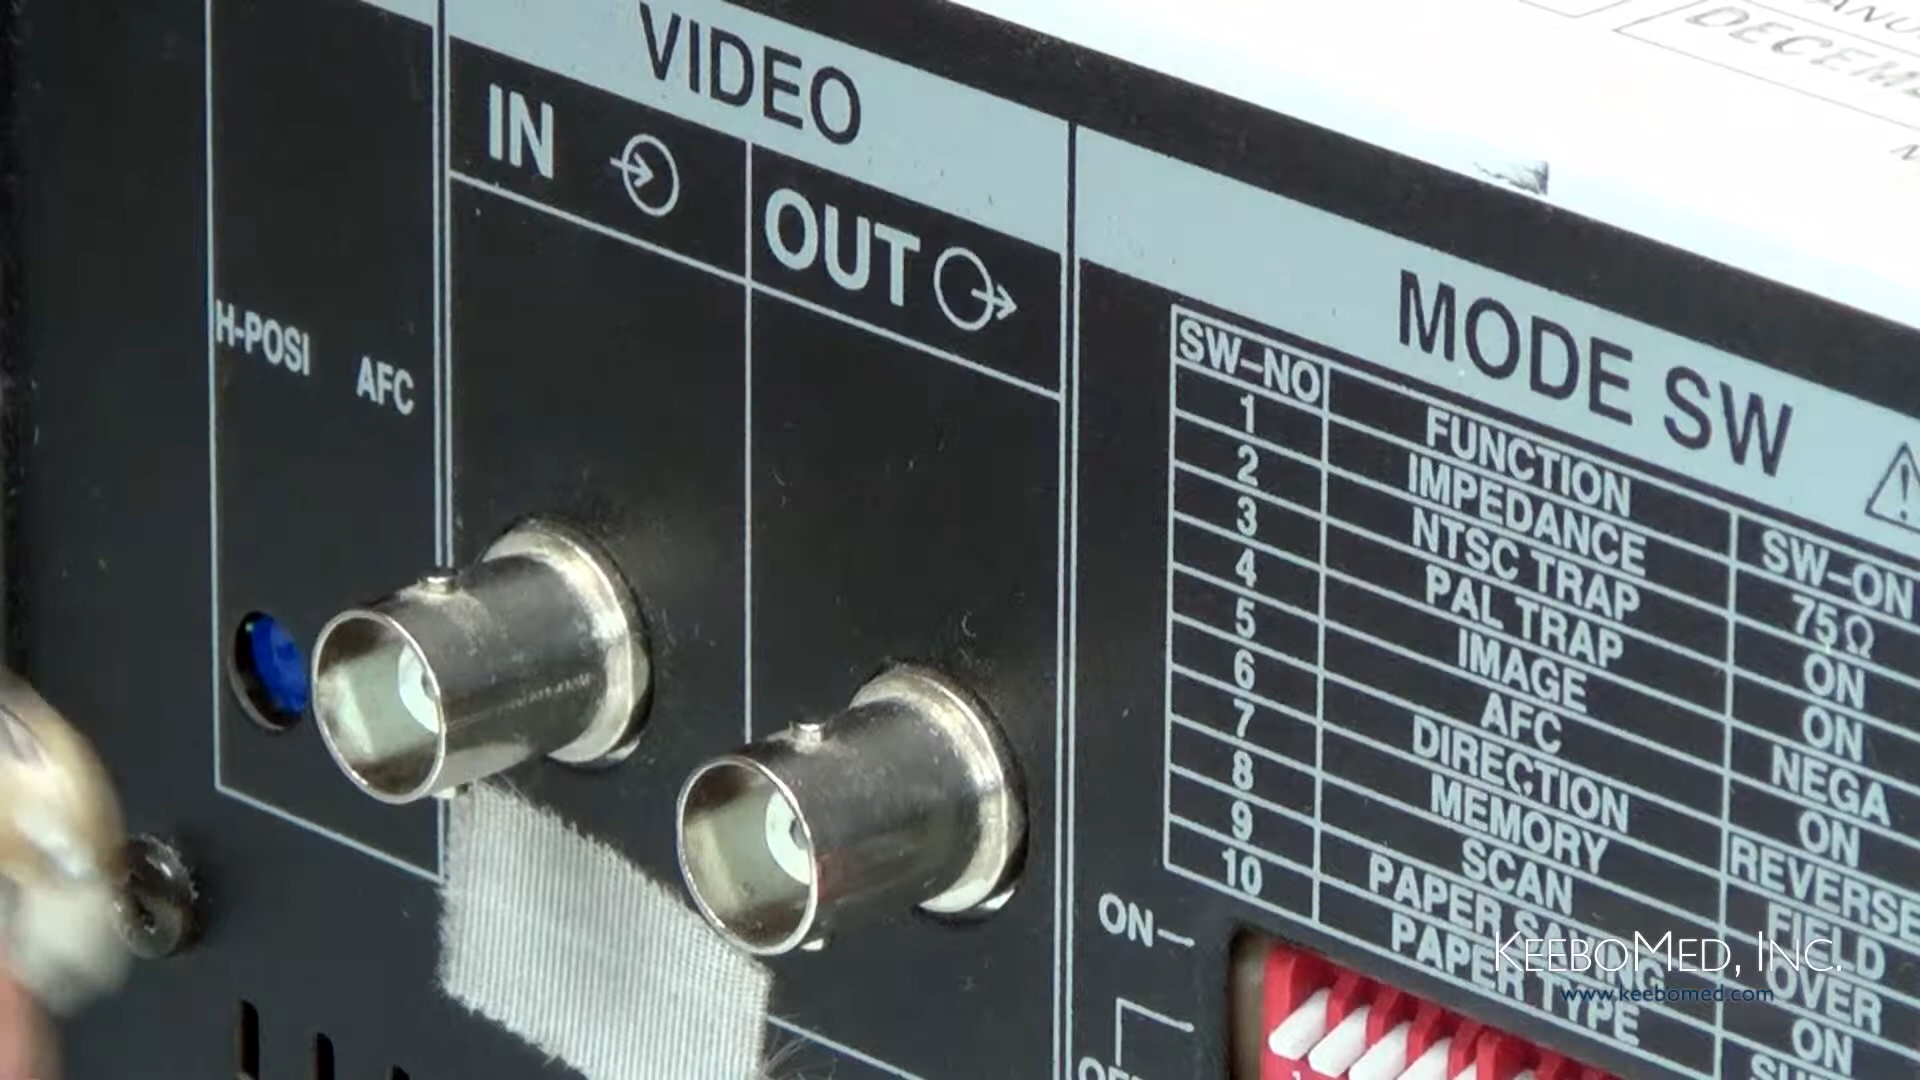 VIDEO
IN
OUT
H-POSI AFC
MODE SW
SW-NO FUNCTION SW-ON
1 IMPEDANCE 75Ω
2 NTSC TRAP ON
3 PAL TRAP ON
4 IMAGE NEGA
5 AFC ON
6 DIRECTION REVERSE
7 MEMORY FIELD
8 SCAN OVER
9 PAPER SAVING ON
10 PAPER TYPE
ON
KEEBOMED, INC.
www.keebomed.com